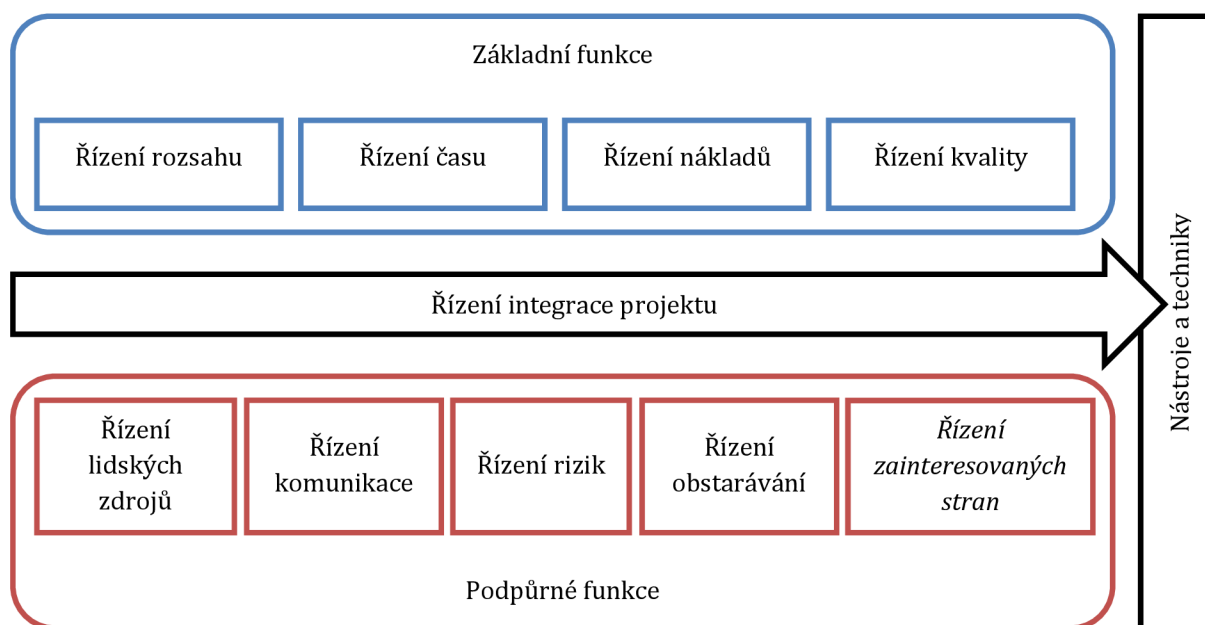 Základní funkce
Řízení rozsahu
Řízení času
Řízení nákladů
Řízení kvality
Řízení integrace projektu
Nástroje a techniky
Řízení
lidských
zdrojů
Řízení
komunikace
Řízení rizik
Řízení
obstarávání
Řízení
zainteresovaných
stran
Podpůrné funkce